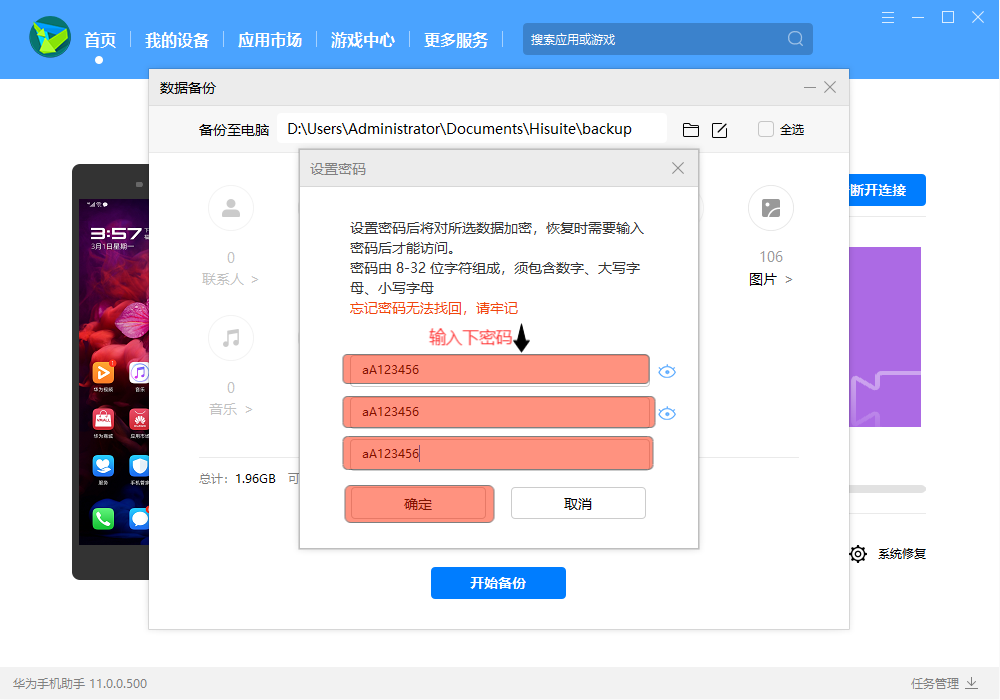 首页
我的设备
应用市场
游戏中心
更多服务
搜索应用或游戏
数据备份
备份至电脑
D:\Users\Administrator\Documents\Hisuite\backup
全选
设置密码
断开连接
3:57
3月1日星期一
设置密码后将对所选数据加密，恢复时需要输入
密码后才能访问。
密码由 8-32 位字符组成，须包含数字、大写字
母、小写字母
忘记密码无法找回，请牢记
输入下密码
aA123456
aA123456
aA123456
确定
取消
0
联系人 >
106
图片 >
0
音乐 >
华为视频
音乐
华为商城
应用市场
服务
手机管家
总计：1.96GB
可
开始备份
系统修复
华为手机助手 11.0.0.500
任务管理